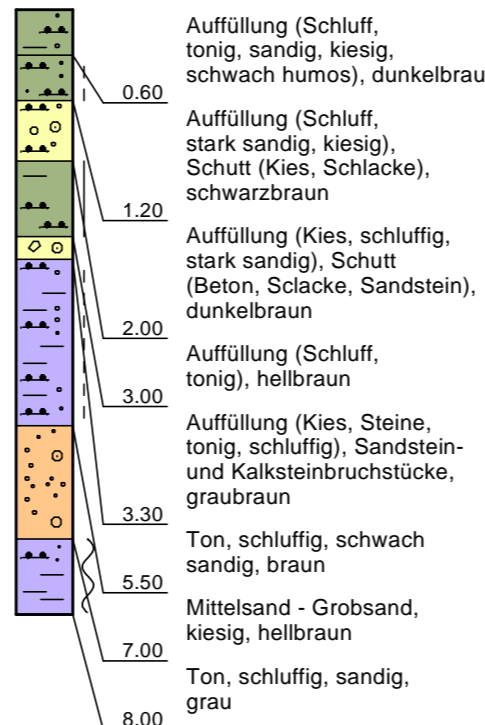 Auffüllung (Schluff,
tonig, sandig, kiesig,
schwach humos), dunkelbrau
0.60
Auffüllung (Schluff,
stark sandig, kiesig),
Schutt (Kies, Schlacke),
schwarzbraun
1.20
Auffüllung (Kies, schluffig,
stark sandig), Schutt
(Beton, Sclacke, Sandstein),
dunkelbraun
2.00
Auffüllung (Schluff,
tonig), hellbraun
3.00
Auffüllung (Kies, Steine,
tonig, schluffig), Sandstein-
und Kalksteinbruchstücke,
graubraun
3.30
Ton, schluffig, schwach
sandig, braun
5.50
Mittelsand - Grobsand,
kiesig, hellbraun
7.00
Ton, schluffig, sandig,
grau
8.00